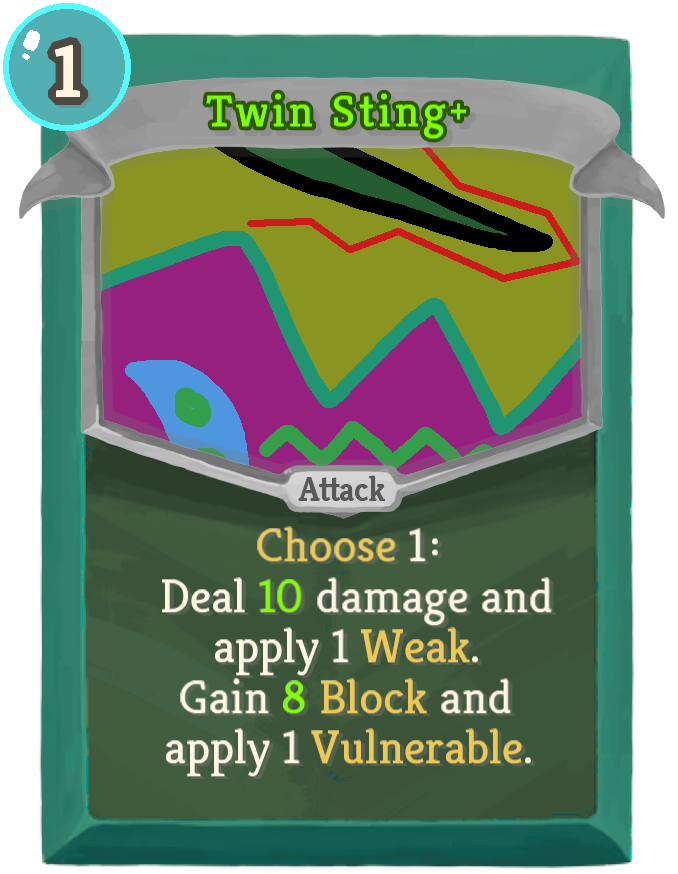 1
Twin Sting+
Attack
Choose 1:
Deal 10 damage and
apply 1 Weak.
Gain 8 Block and
apply 1 Vulnerable.